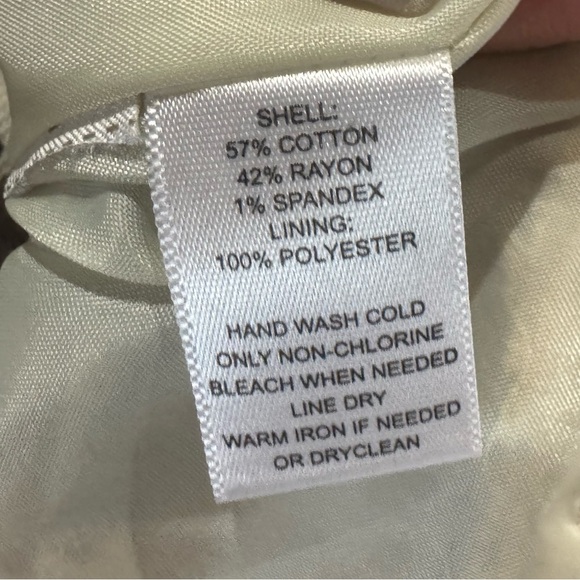 SHELL:
57% COTTON
42% RAYON
1% SPANDEX
LINING:
100% POLYESTER
HAND WASH COLD
ONLY NON-CHLORINE
BLEACH WHEN NEEDED
LINE DRY
WARM IRON IF NEEDED
OR DRYCLEAN